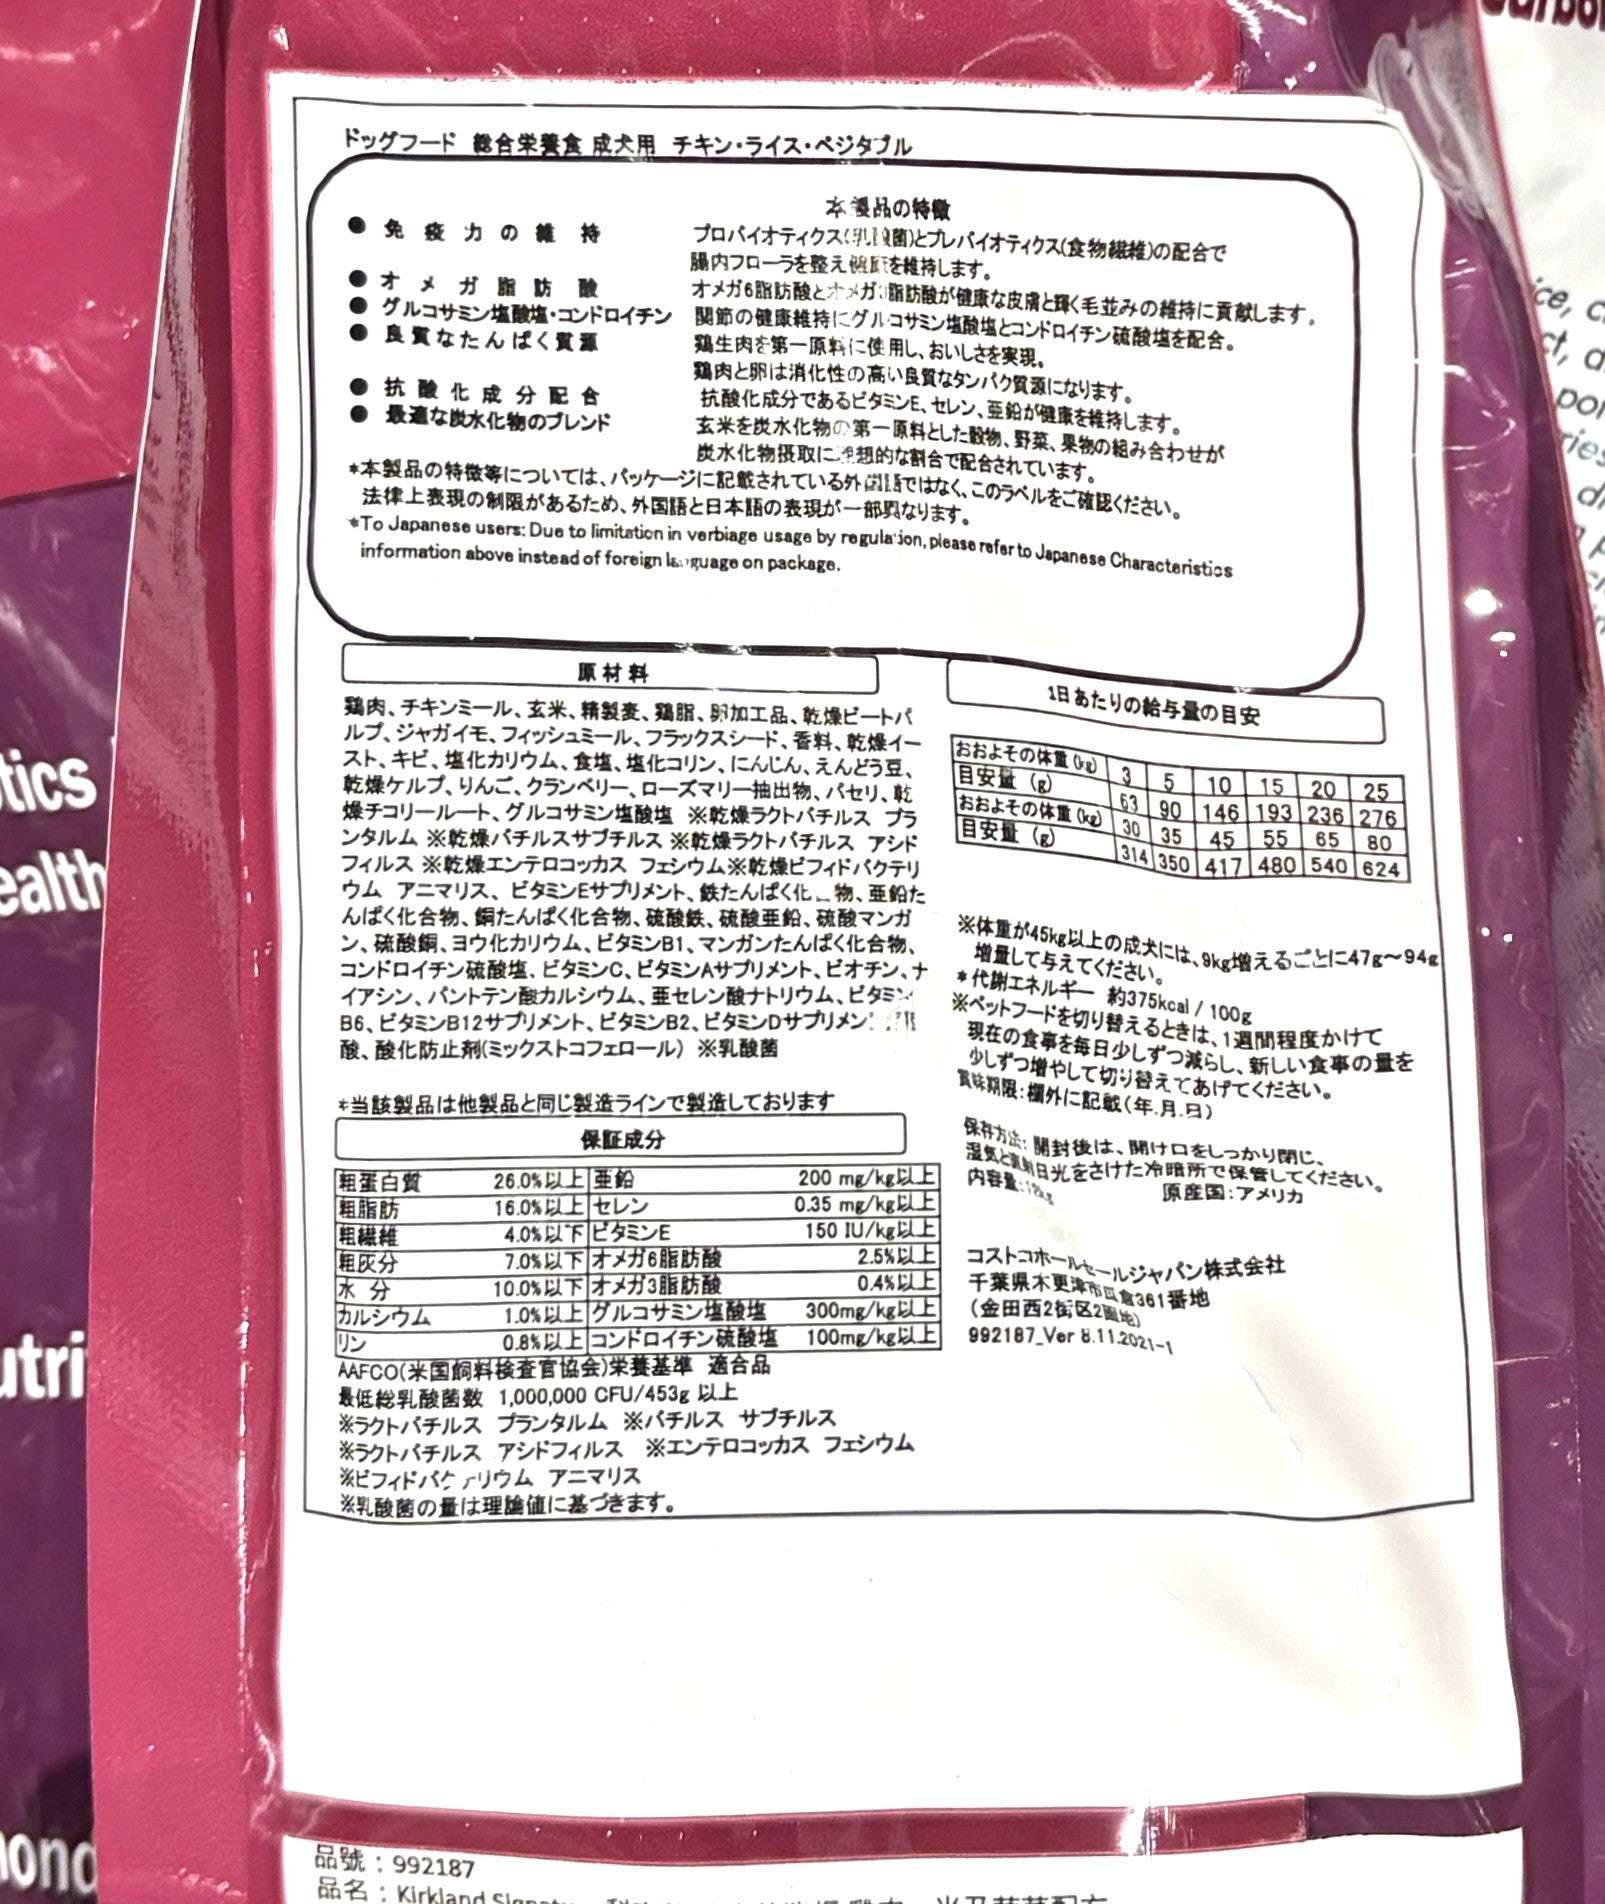 ドッグフード 総合栄養食 成犬用 チキン・ライス・ベジタブル
本製品の特徴
● 免疫力の維持 プロバイオティクス(乳酸菌)とプレバイオティクス(食物繊維)の配合で
腸内フローラを整え健康を維持します。
● オメガ脂肪酸 オメガ6脂肪酸とオメガ3脂肪酸が健康な皮膚と輝く毛並みの維持に貢献します。
● グルコサミン塩酸塩・コンドロイチン 関節の健康維持にグルコサミン塩酸塩とコンドロイチン硫酸塩を配合。
● 良質なたんぱく質源 鶏生肉を第一原料に使用し、おいしさを実現。
鶏肉と卵は消化性の高い良質なタンパク質源になります。
● 抗酸化成分配合 抗酸化成分であるビタミンE、セレン、亜鉛が健康を維持します。
● 最適な炭水化物のブレンド 玄米を炭水化物の第一原料とした穀物、野菜、果物の組み合わせが
炭水化物摂取に理想的な割合で配合されています。
*本製品の特徴等については、パッケージに記載されている外国語ではなく、このラベルをご確認ください。
法律上表現の制限があるため、外国語と日本語の表現が一部異なります。
*To Japanese users: Due to limitation in verbiage usage by regulation, please refer to Japanese Characteristics
information above instead of foreign language on package.
原材料
鶏肉、チキンミール、玄米、精製麦、鶏脂、卵加工品、乾燥ビートパ
ルプ、ジャガイモ、フィッシュミール、フラックスシード、香料、乾燥イー
スト、キビ、塩化カリウム、食塩、塩化コリン、にんじん、えんどう豆、
乾燥ケルプ、りんご、クランベリー、ローズマリー抽出物、パセリ、乾
燥チコリールート、グルコサミン塩酸塩 ※乾燥ラクトバチルス プラ
ンタルム ※乾燥バチルスサブチルス ※乾燥ラクトバチルス アシド
フィルス ※乾燥エンテロコッカス フェシウム※乾燥ビフィドバクテリ
ウム アニマリス、ビタミンEサプリメント、鉄たんぱく化 物、亜鉛た
んぱく化合物、銅たんぱく化合物、硫酸鉄、硫酸亜鉛、硫酸マンガ
ン、硫酸銅、ヨウ化カリウム、ビタミンB1、マンガンたんぱく化合物、
コンドロイチン硫酸塩、ビタミンC、ビタミンAサプリメント、ビオチン、ナ
イアシン、パントテン酸カルシウム、亜セレン酸ナトリウム、ビタミン
B6、ビタミンB12サプリメント、ビタミンB2、ビタミンDサプリメン
酸、酸化防止剤(ミックストコフェロール) ※乳酸菌
*当該製品は他製品と同じ製造ラインで製造しております
保証成分
粗蛋白質 26.0%以上 亜鉛 200 mg/kg以上
粗脂肪 16.0%以上 セレン 0.35 mg/kg以上
粗繊維 4.0%以下 ビタミンE 150 IU/kg以上
粗灰分 7.0%以下 オメガ6脂肪酸 2.5%以上
水 分 10.0%以下 オメガ3脂肪酸 0.4%以上
カルシウム 1.0%以上 グルコサミン塩酸塩 300mg/kg以上
リン 0.8%以上 コンドロイチン硫酸塩 100mg/kg以上
AAFCO(米国飼料検査官協会)栄養基準 適合品
最低総乳酸菌数 1,000,000 CFU/453g 以上
※ラクトバチルス プランタルム ※バチルス サブチルス
※ラクトバチルス アシドフィルス ※エンテロコッカス フェシウム
※ビフィドバクテリウム アニマリス
※乳酸菌の量は理論値に基づきます。
1日あたりの給与量の目安
おおよその体重(kg) 3 5 10 15 20 25
目安量 (g) 63 90 146 193 236 276
おおよその体重(kg) 30 35 45 55 65 80
目安量 (g) 314 350 417 480 540 624
※体重が45kg以上の成犬には、9kg増えるごとに47g～94g
増量して与えてください。
*代謝エネルギー 約375kcal / 100g
※ペットフードを切り替えるときは、1週間程度かけて
現在の食事を毎日少しずつ減らし、新しい食事の量を
少しずつ増やして切り替えてあげてください。
賞味期限:欄外に記載(年.月.日)
保存方法: 開封後は、開け口をしっかり閉じ、
湿気と直射日光をさけた冷暗所で保管してください。
内容量: 原産国:アメリカ
コストコホールセールジャパン株式会社
千葉県木更津市瓜倉361番地
(金田西2街区2画地)
992187_Ver 8.11.2021-1
品號：992187
品名：Kirkland
tics
ealth
utri
ond
ice, c
ct, d
ries